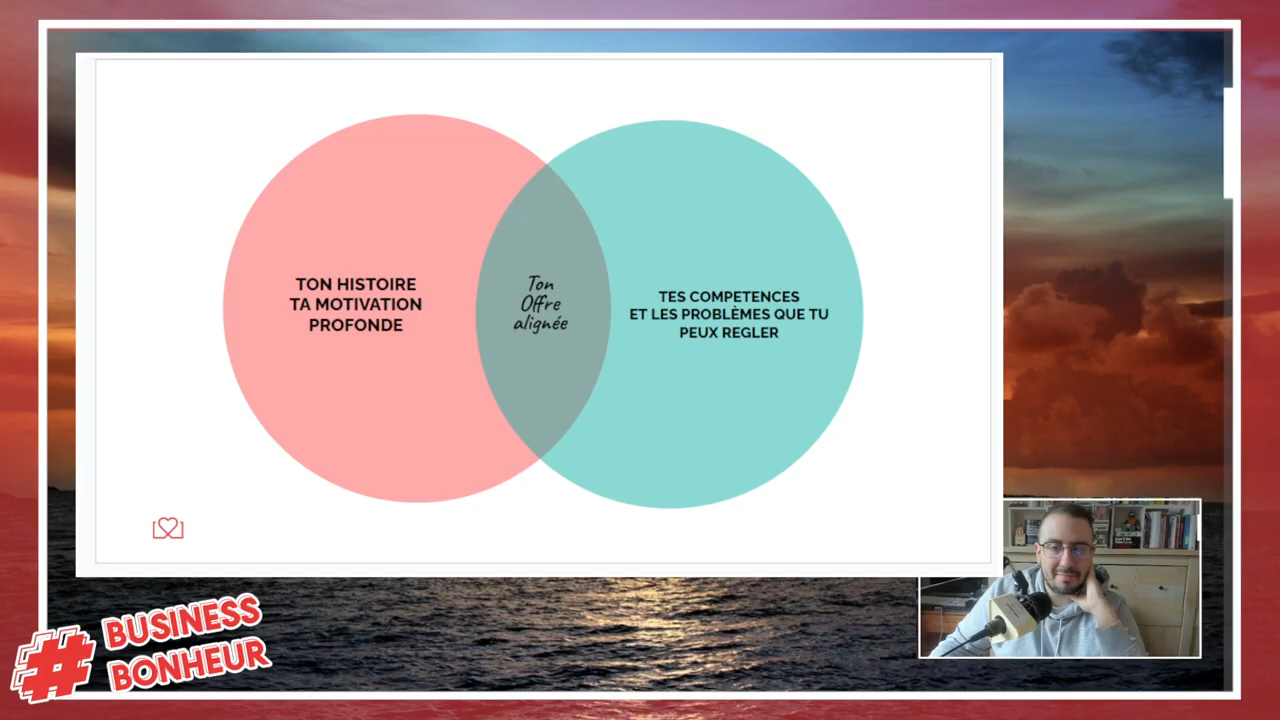 TON HISTOIRE
TA MOTIVATION
PROFONDE
Ton
Offre
alignée
TES COMPETENCES
ET LES PROBLÈMES QUE TU
PEUX REGLER
# BUSINESS
BONHEUR